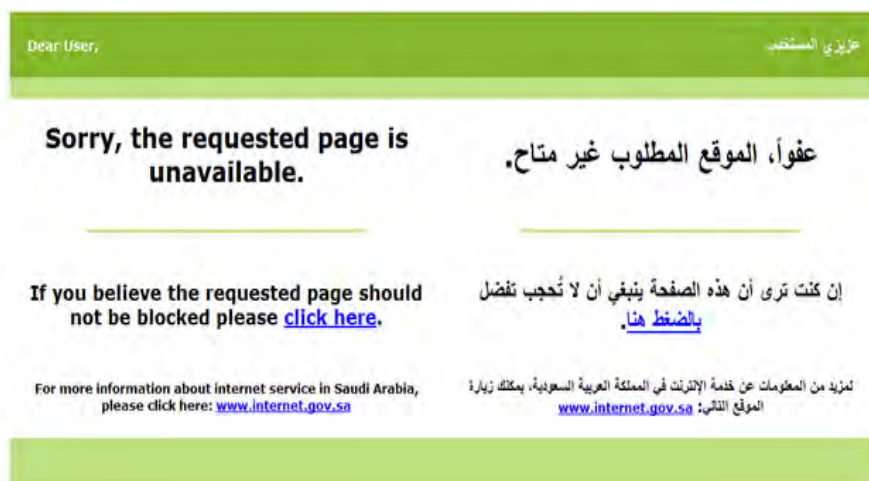 Dear User,
عزيزي المستخدم،
Sorry, the requested page is
unavailable.
عفواً، الموقع المطلوب غير متاح.
If you believe the requested page should
not be blocked please click here.
إن كنت ترى أن هذه الصفحة ينبغي أن لا تُحجب تفضل
بالضغط هنا.
For more information about internet service in Saudi Arabia,
please click here: www.internet.gov.sa
لمزيد من المعلومات عن خدمة الإنترنت في المملكة العربية السعودية، يمكنك زيارة
الموقع التالي: www.internet.gov.sa